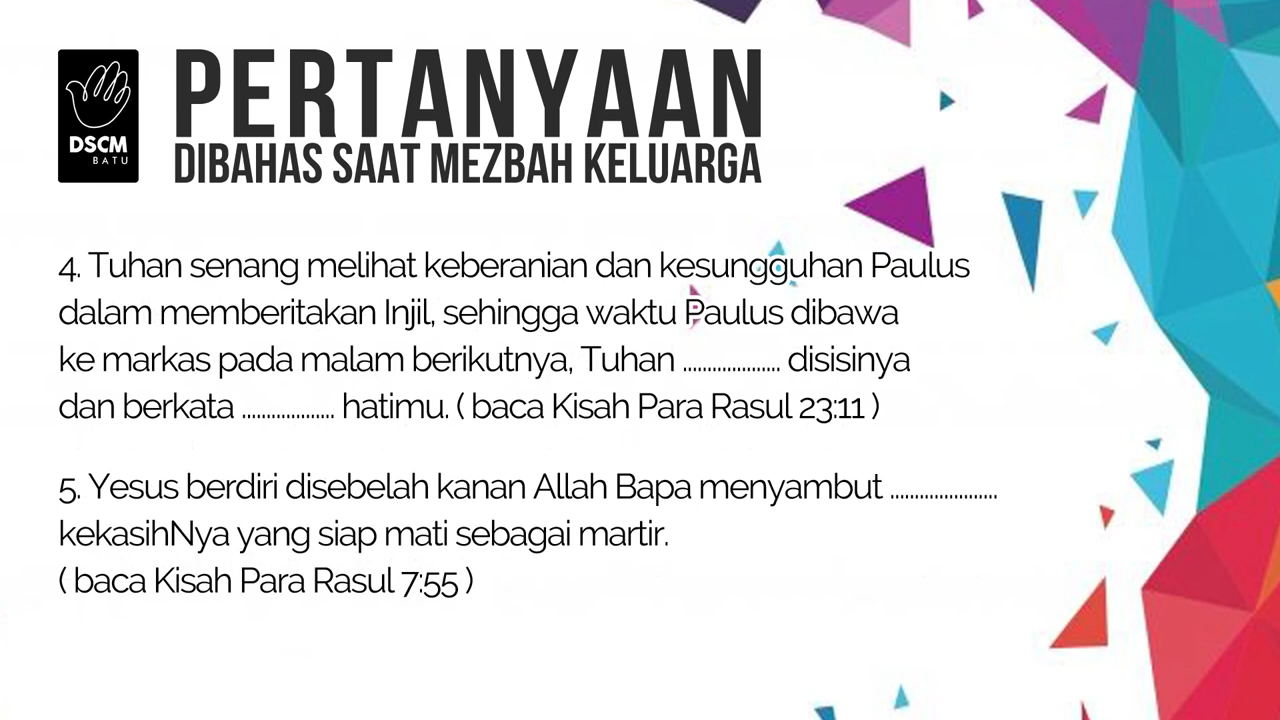 DSCM
BATU
PERTANYAAN
DIBAHAS SAAT MEZBAH KELUARGA
4. Tuhan senang melihat keberanian dan kesungguhan Paulus
dalam memberitakan Injil, sehingga waktu Paulus dibawa
ke markas pada malam berikutnya, Tuhan .................... disisinya
dan berkata ................... hatimu. ( baca Kisah Para Rasul 23:11 )
5. Yesus berdiri disebelah kanan Allah Bapa menyambut ......................
kekasihNya yang siap mati sebagai martir.
( baca Kisah Para Rasul 7:55 )